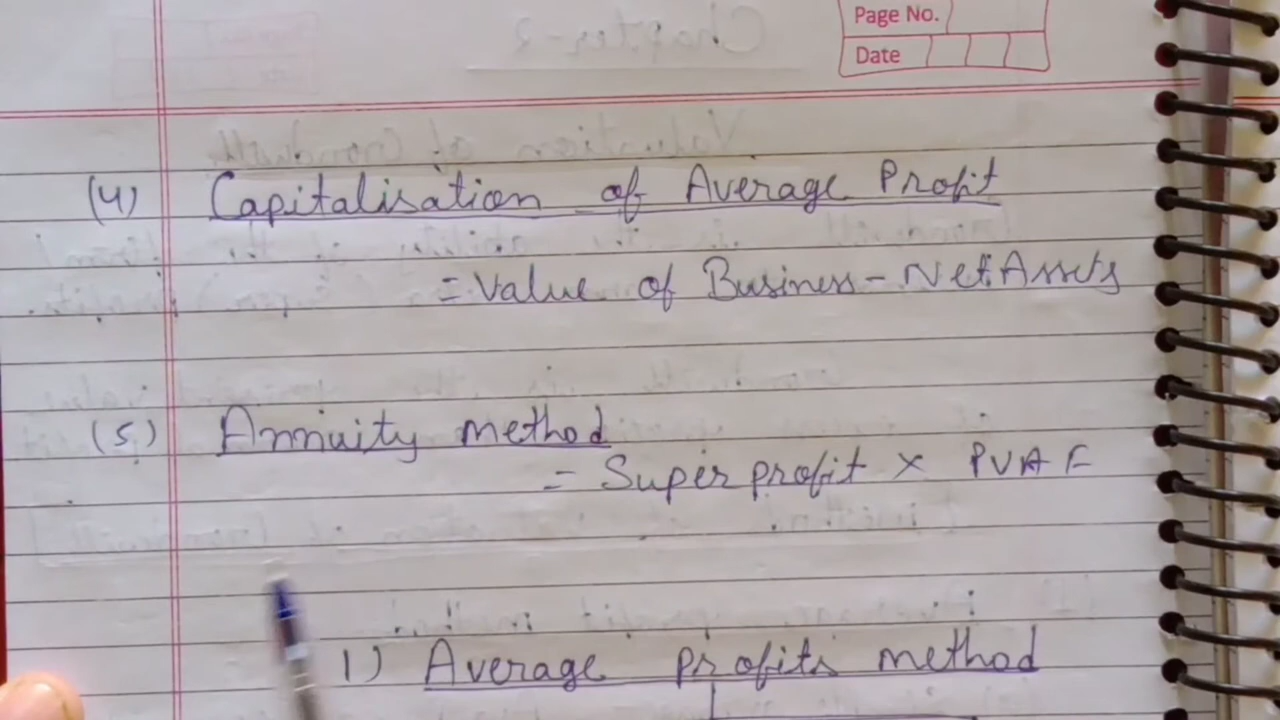 Page No.
Date
(4) Capitalisation of Average Profit
= Value of Business - Net Assets
(5) Annuity method
= Super profit × PVAF
1) Average profits method